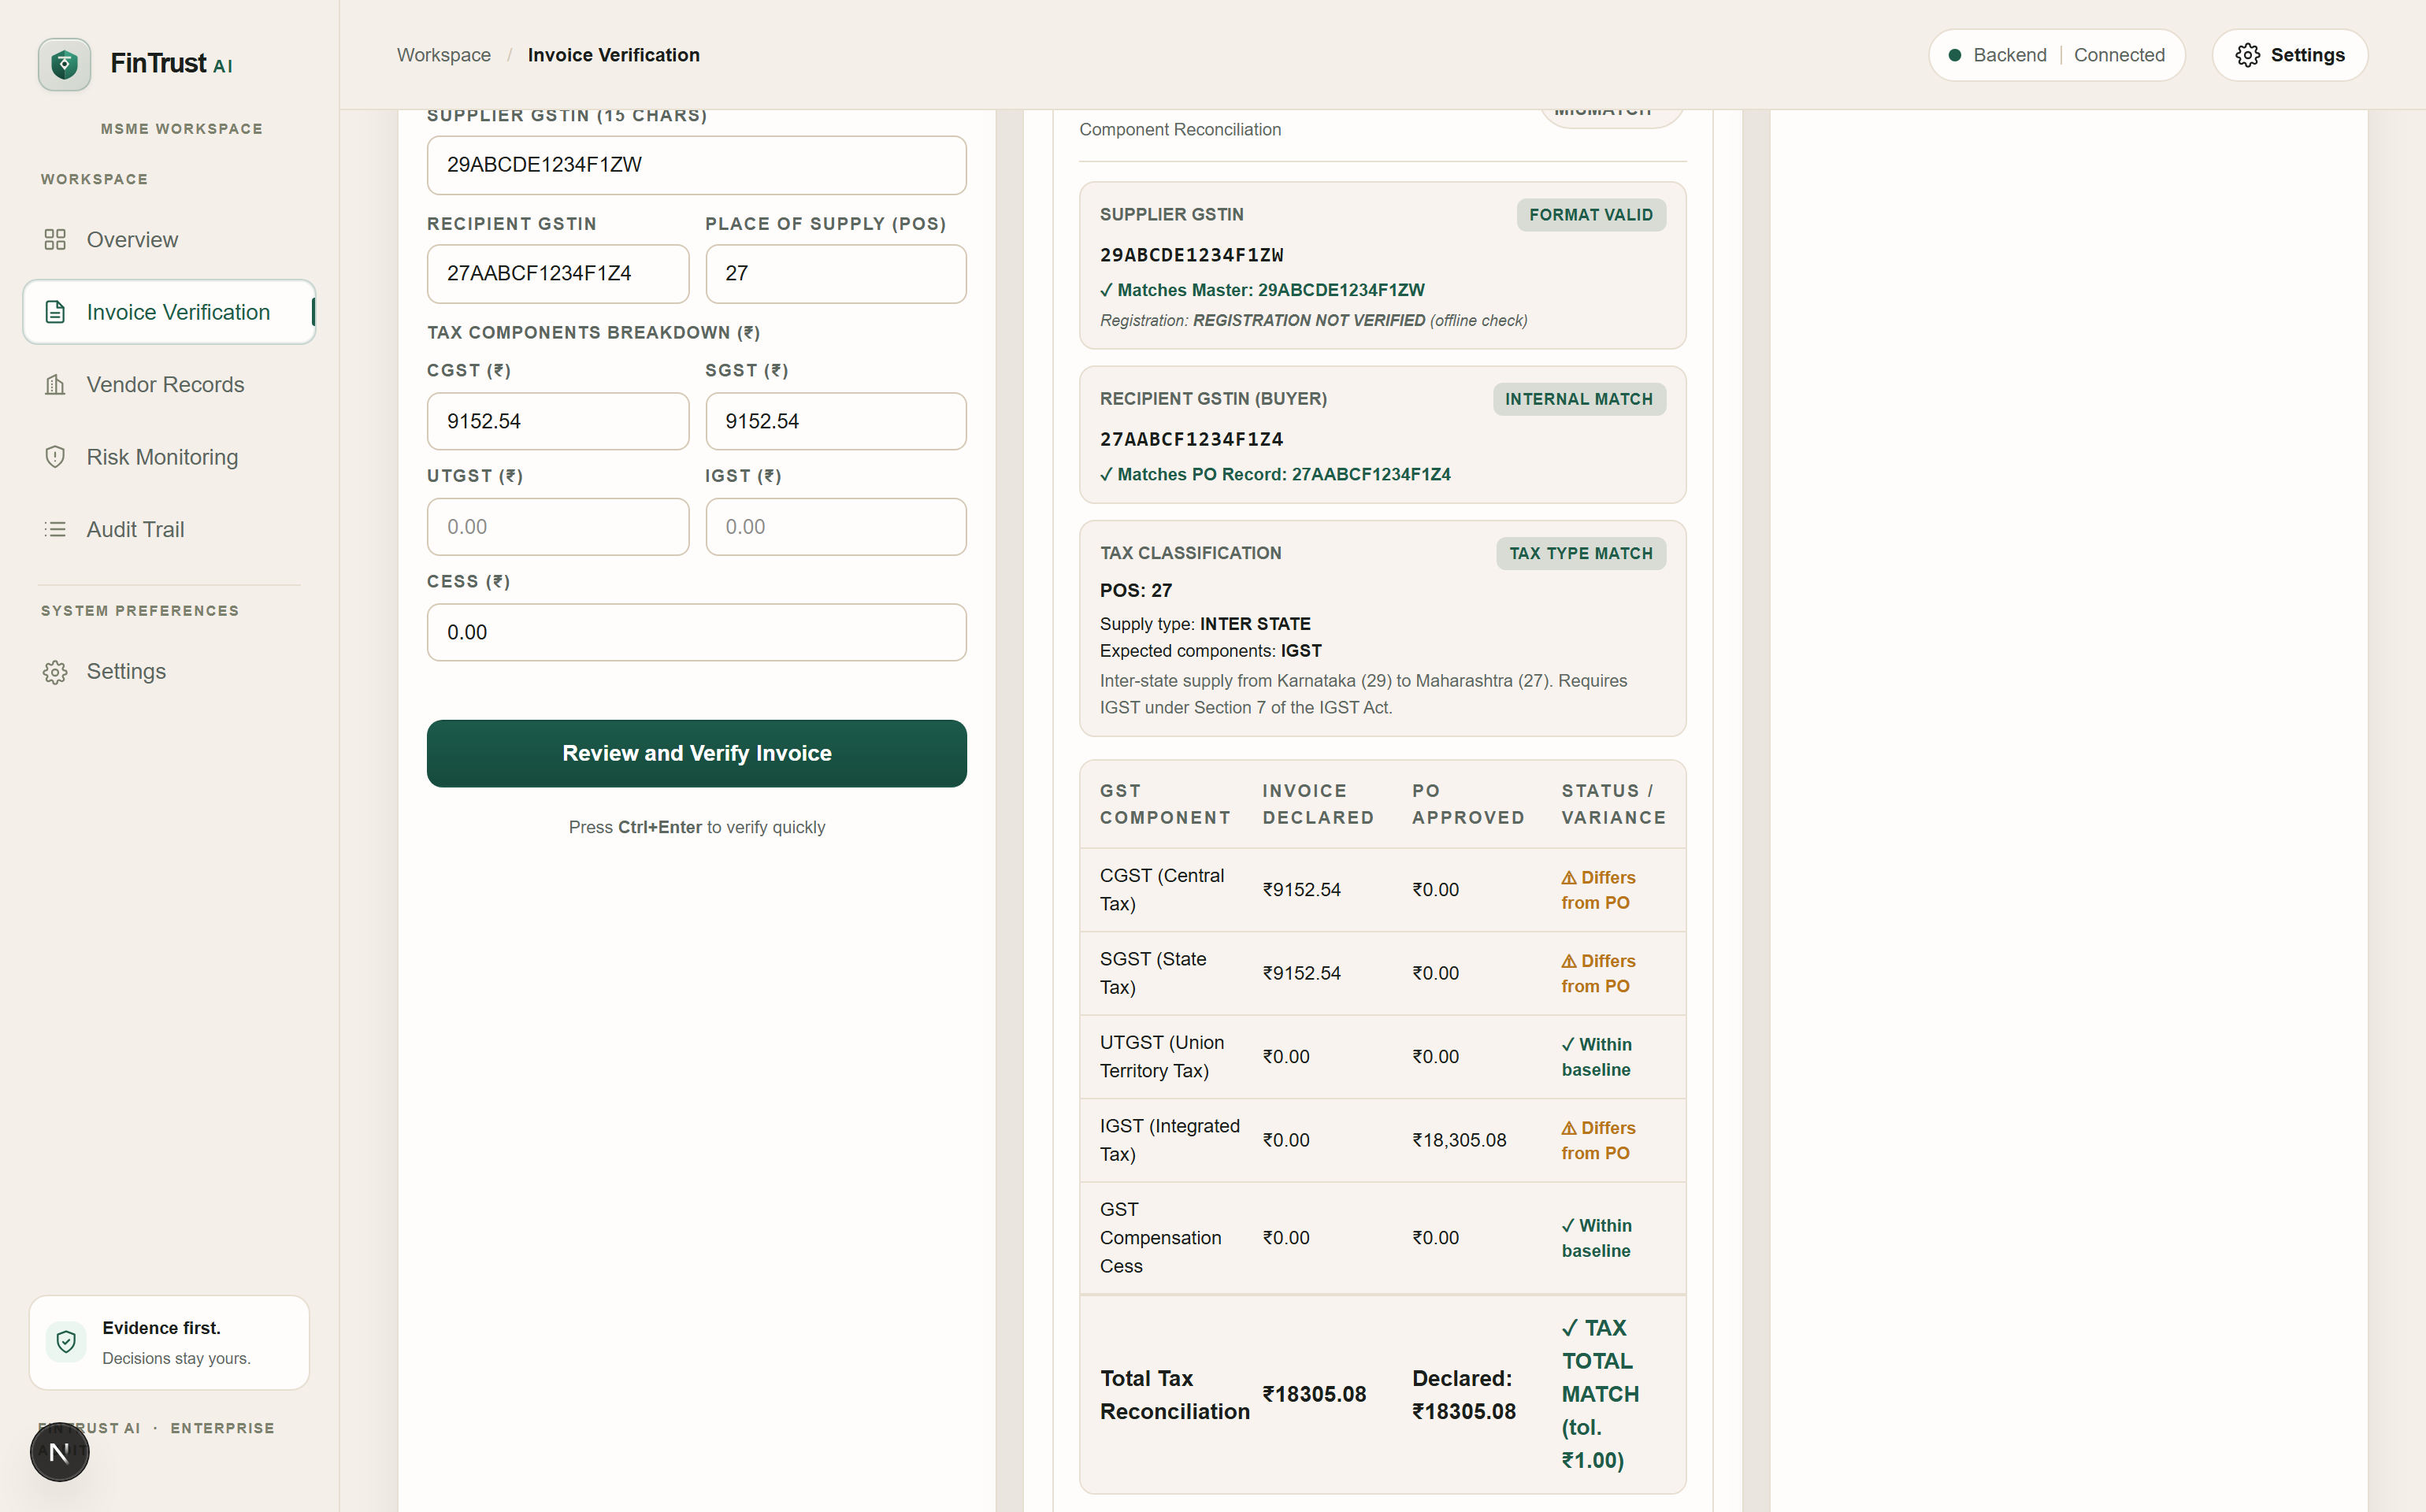 FinTrust AI
MSME WORKSPACE
WORKSPACE
Overview
Invoice Verification
Vendor Records
Risk Monitoring
Audit Trail
SYSTEM PREFERENCES
Settings
Evidence first.
Decisions stay yours.
FINTRUST AI · ENTERPRISE
Workspace / Invoice Verification
Backend | Connected
Settings
SUPPLIER GSTIN (15 CHARS)
29ABCDE1234F1ZW
RECIPIENT GSTIN
PLACE OF SUPPLY (POS)
27AABCF1234F1Z4
27
TAX COMPONENTS BREAKDOWN (₹)
CGST (₹)
SGST (₹)
9152.54
9152.54
UTGST (₹)
IGST (₹)
0.00
0.00
CESS (₹)
0.00
Review and Verify Invoice
Press Ctrl+Enter to verify quickly
MISMATCH
Component Reconciliation
SUPPLIER GSTIN
FORMAT VALID
29ABCDE1234F1ZW
✓ Matches Master: 29ABCDE1234F1ZW
Registration: REGISTRATION NOT VERIFIED (offline check)
RECIPIENT GSTIN (BUYER)
INTERNAL MATCH
27AABCF1234F1Z4
✓ Matches PO Record: 27AABCF1234F1Z4
TAX CLASSIFICATION
TAX TYPE MATCH
POS: 27
Supply type: INTER STATE
Expected components: IGST
Inter-state supply from Karnataka (29) to Maharashtra (27). Requires
IGST under Section 7 of the IGST Act.
GST COMPONENT
INVOICE DECLARED
PO APPROVED
STATUS / VARIANCE
CGST (Central Tax)
₹9152.54
₹0.00
⚠ Differs from PO
SGST (State Tax)
₹9152.54
₹0.00
⚠ Differs from PO
UTGST (Union Territory Tax)
₹0.00
₹0.00
✓ Within baseline
IGST (Integrated Tax)
₹0.00
₹18,305.08
⚠ Differs from PO
GST Compensation Cess
₹0.00
₹0.00
✓ Within baseline
Total Tax Reconciliation
₹18305.08
Declared: ₹18305.08
✓ TAX TOTAL MATCH (tol. ₹1.00)